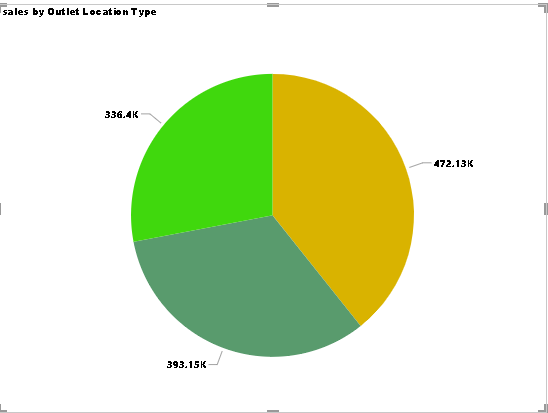 sales by Outlet Location Type
336.4K
472.13K
393.15K